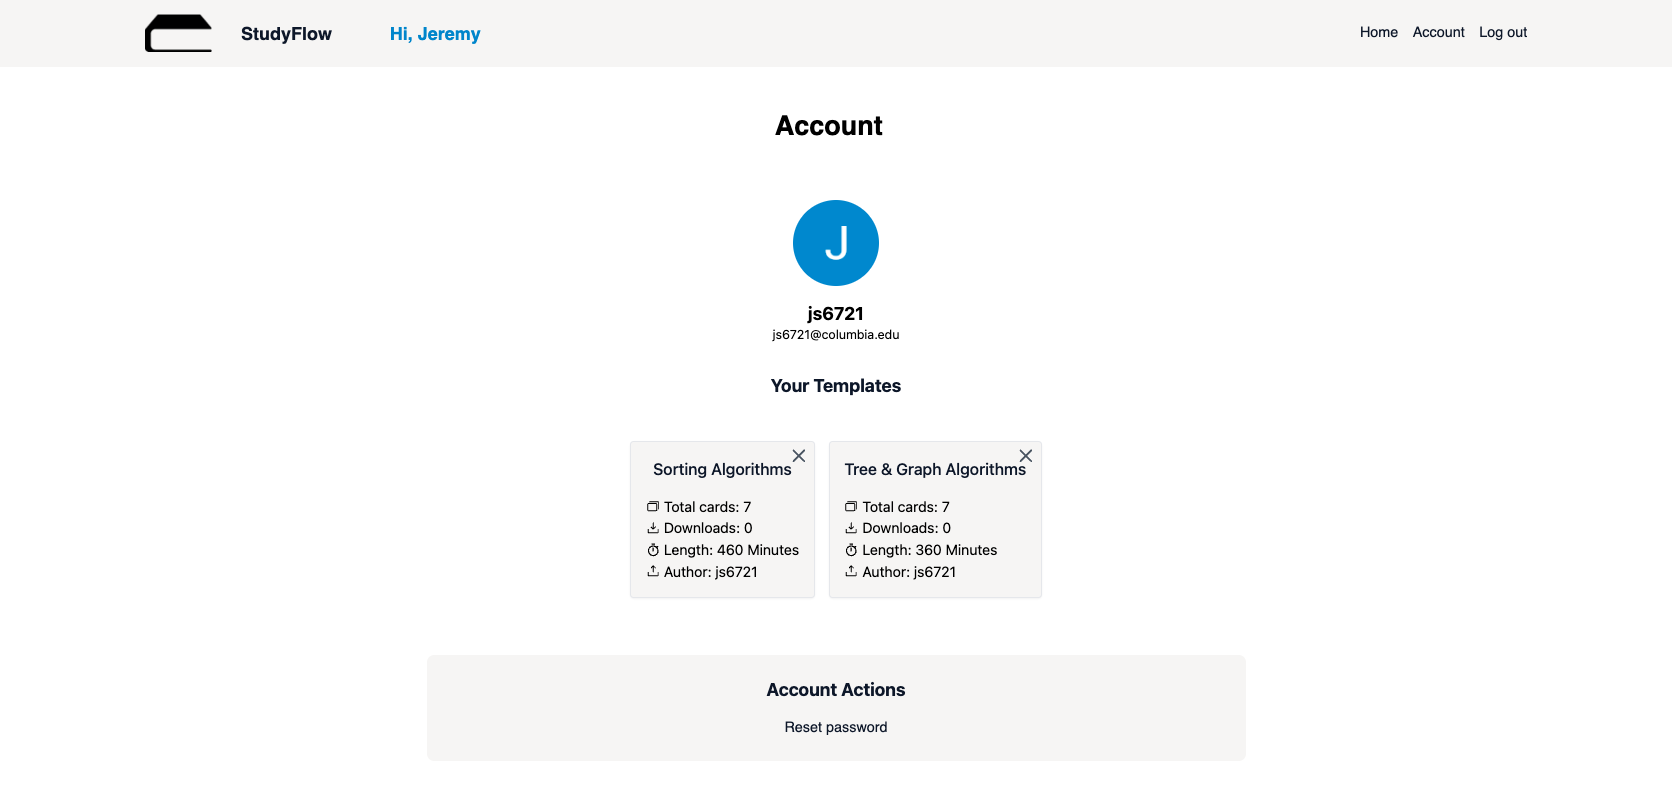 StudyFlow
Hi, Jeremy
Home
Account
Log out
Account
J
js6721
js6721@columbia.edu
Your Templates
Sorting Algorithms
Total cards: 7
Downloads: 0
Length: 460 Minutes
Author: js6721
Tree & Graph Algorithms
Total cards: 7
Downloads: 0
Length: 360 Minutes
Author: js6721
Account Actions
Reset password